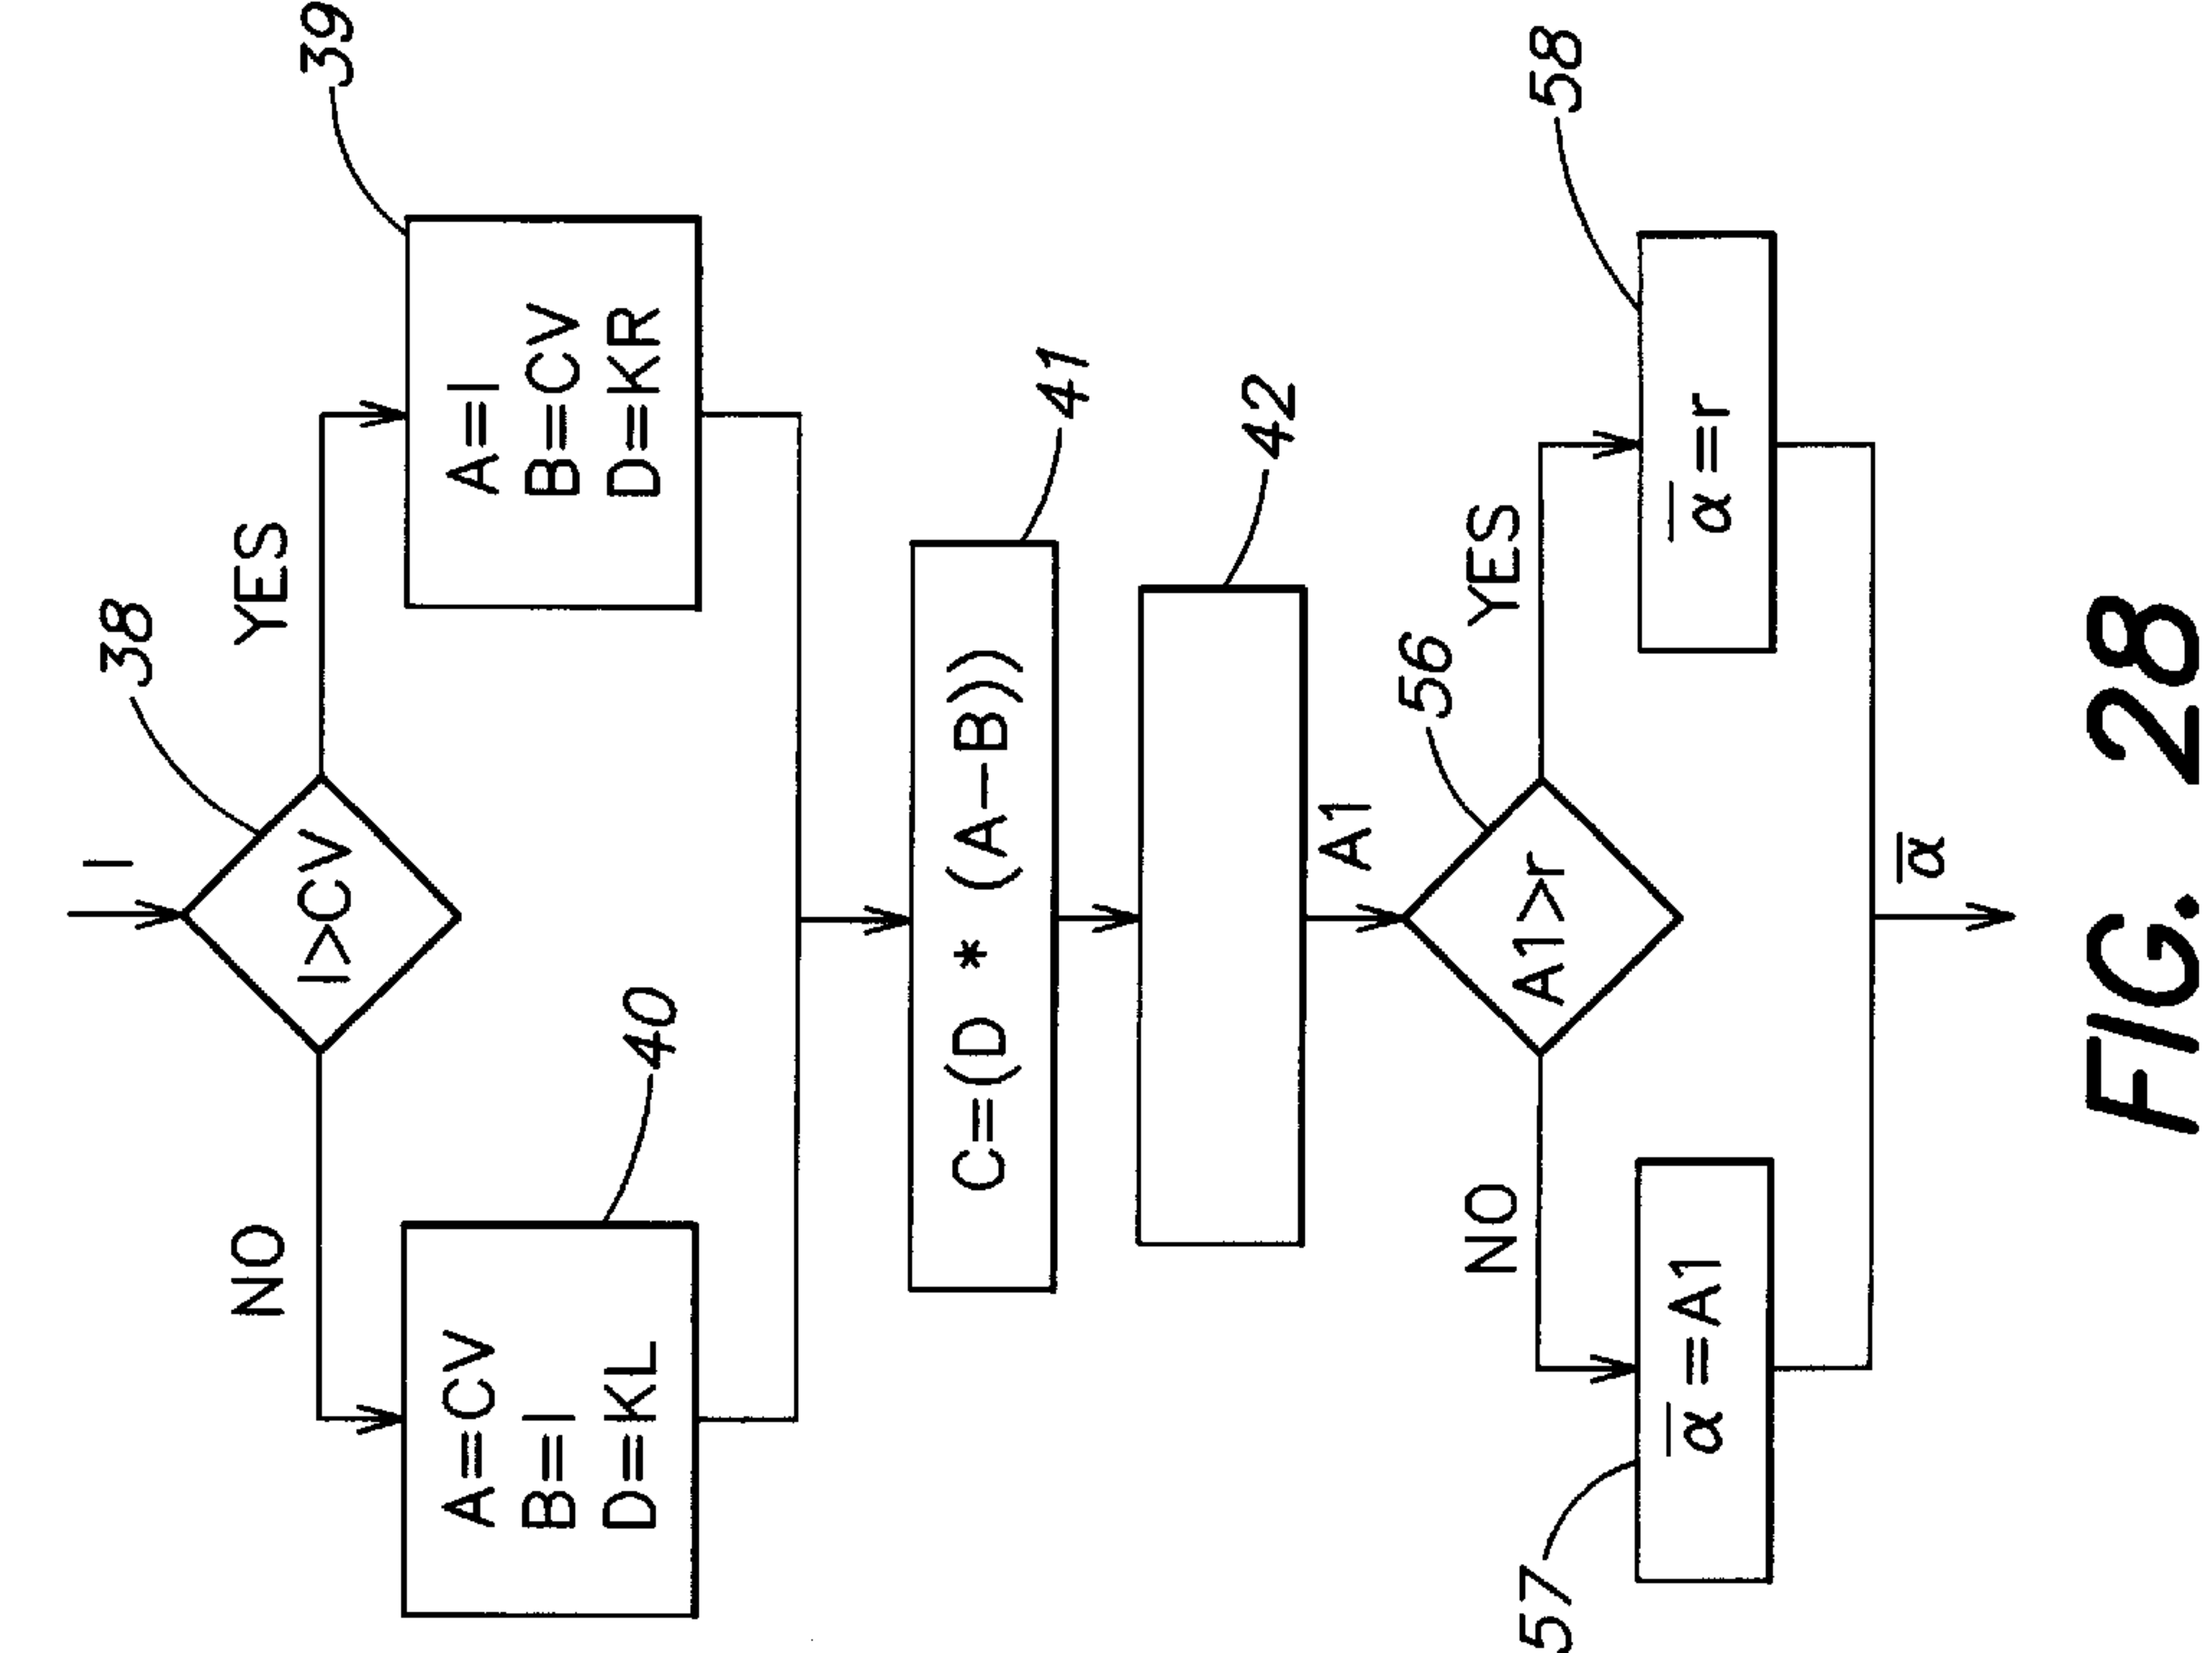 I
38
I>CV
NO
YES
40
A=CV
B=I
D=KL
39
A=I
B=CV
D=KR
41
C=(D * (A-B))
42
A1
56
A1>r
NO
YES
57
ᾱ=A1
58
ᾱ=r
ᾱ
FIG. 28